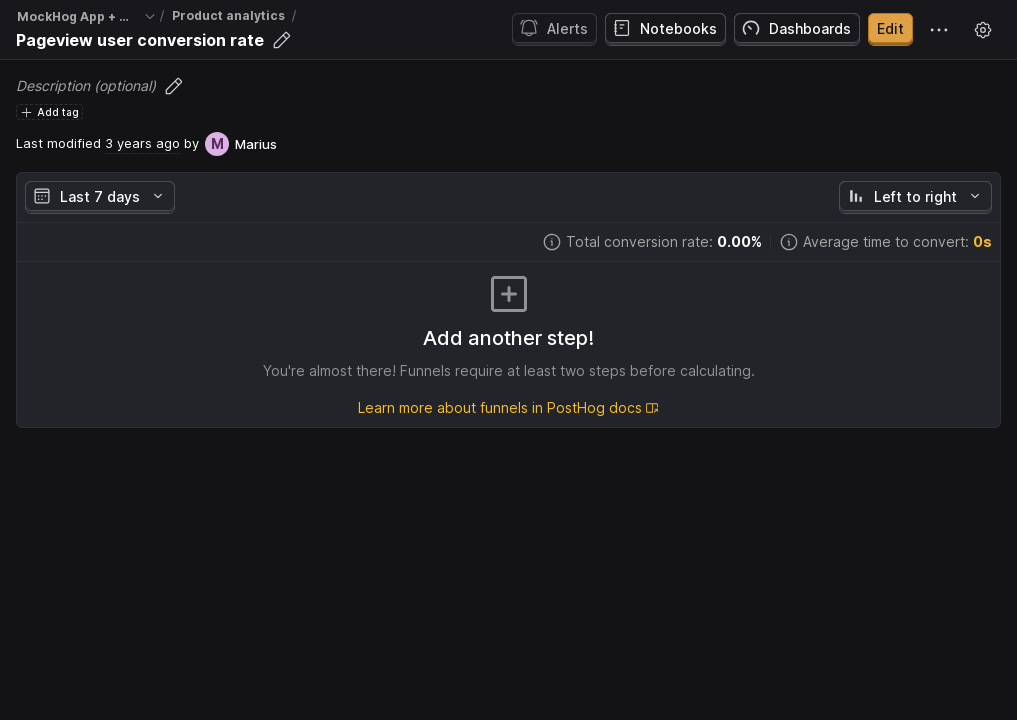 MockHog App + ... / Product analytics /
Pageview user conversion rate
Alerts Notebooks Dashboards Edit
Description (optional)
Add tag
Last modified 3 years ago by M Marius
Last 7 days Left to right
Total conversion rate: 0.00% Average time to convert: 0s
Add another step!
You're almost there! Funnels require at least two steps before calculating.
Learn more about funnels in PostHog docs